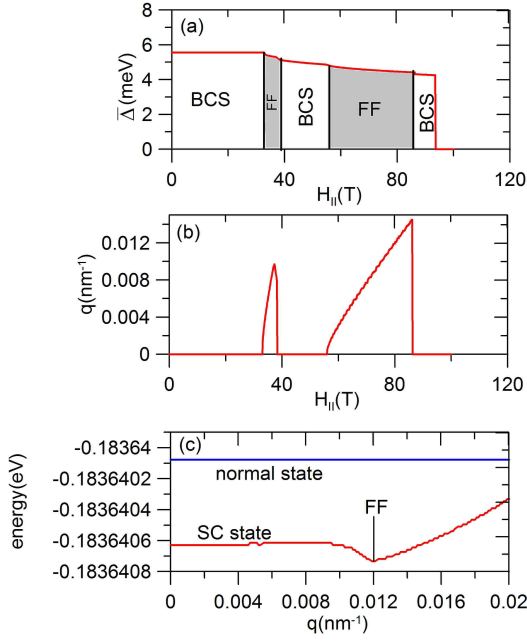 (a)
8
6
4
2
0
Δ̅(meV)
BCS
FF
BCS
FF
BCS
0 40 80 120
H_II(T)
(b)
0.012
0.008
0.004
0
q(nm⁻¹)
0 40 80 120
H_II(T)
(c)
-0.18364
-0.1836402
-0.1836404
-0.1836406
-0.1836408
energy(eV)
normal state
FF
SC state
0 0.004 0.008 0.012 0.016 0.02
q(nm⁻¹)